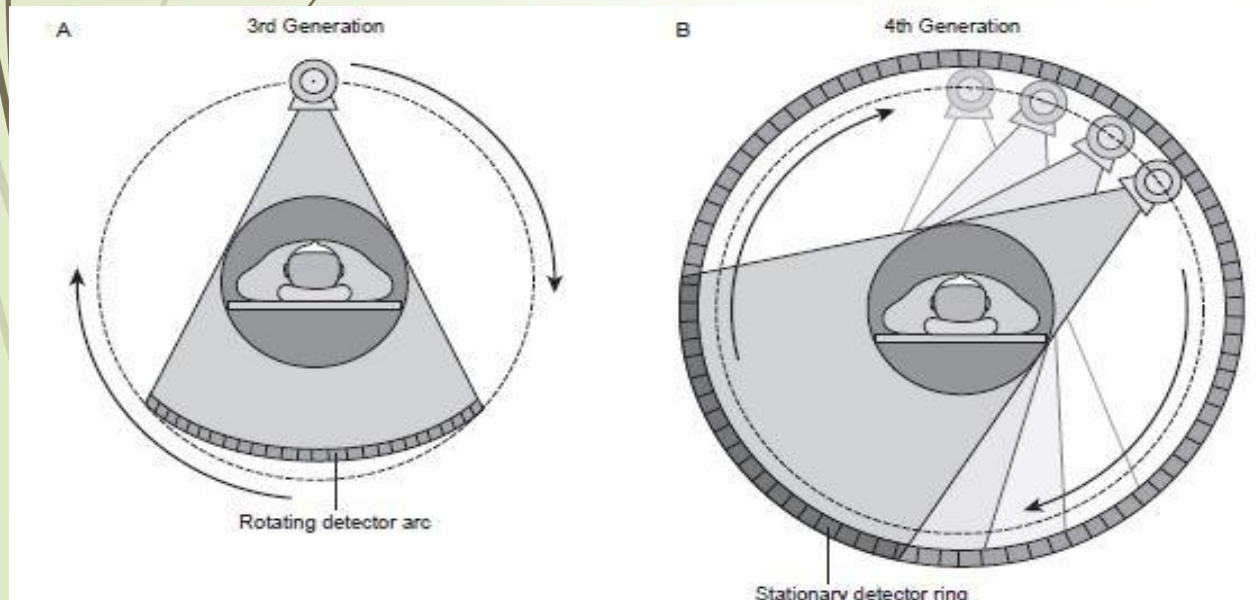 A
3rd Generation
B
4th Generation
Rotating detector arc
Stationary detector ring